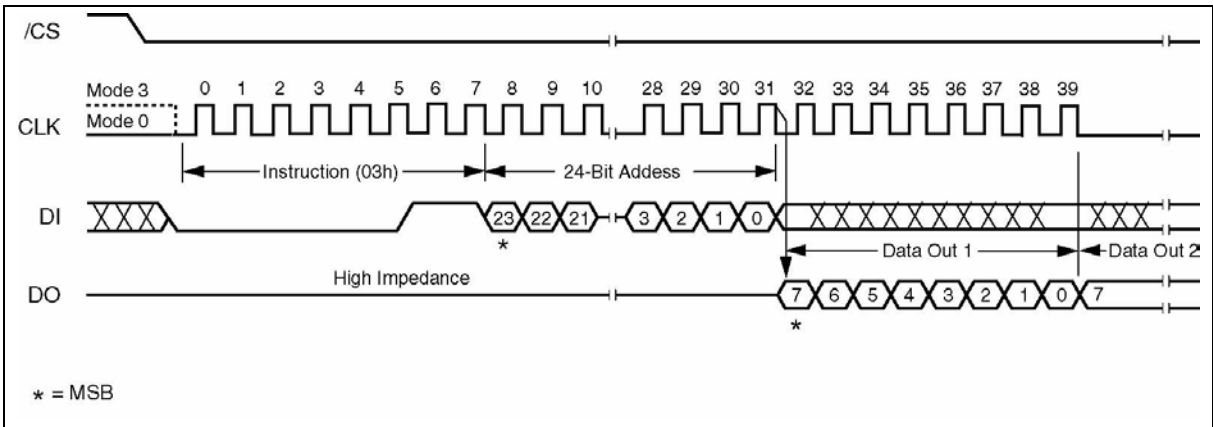 /CS
Mode 3
Mode 0
0 1 2 3 4 5 6 7 8 9 10 28 29 30 31 32 33 34 35 36 37 38 39
CLK
Instruction (03h)
24-Bit Addess
DI
23 22 21 3 2 1 0
*
Data Out 1
Data Out 2
High Impedance
DO
7 6 5 4 3 2 1 0 7
*
* = MSB